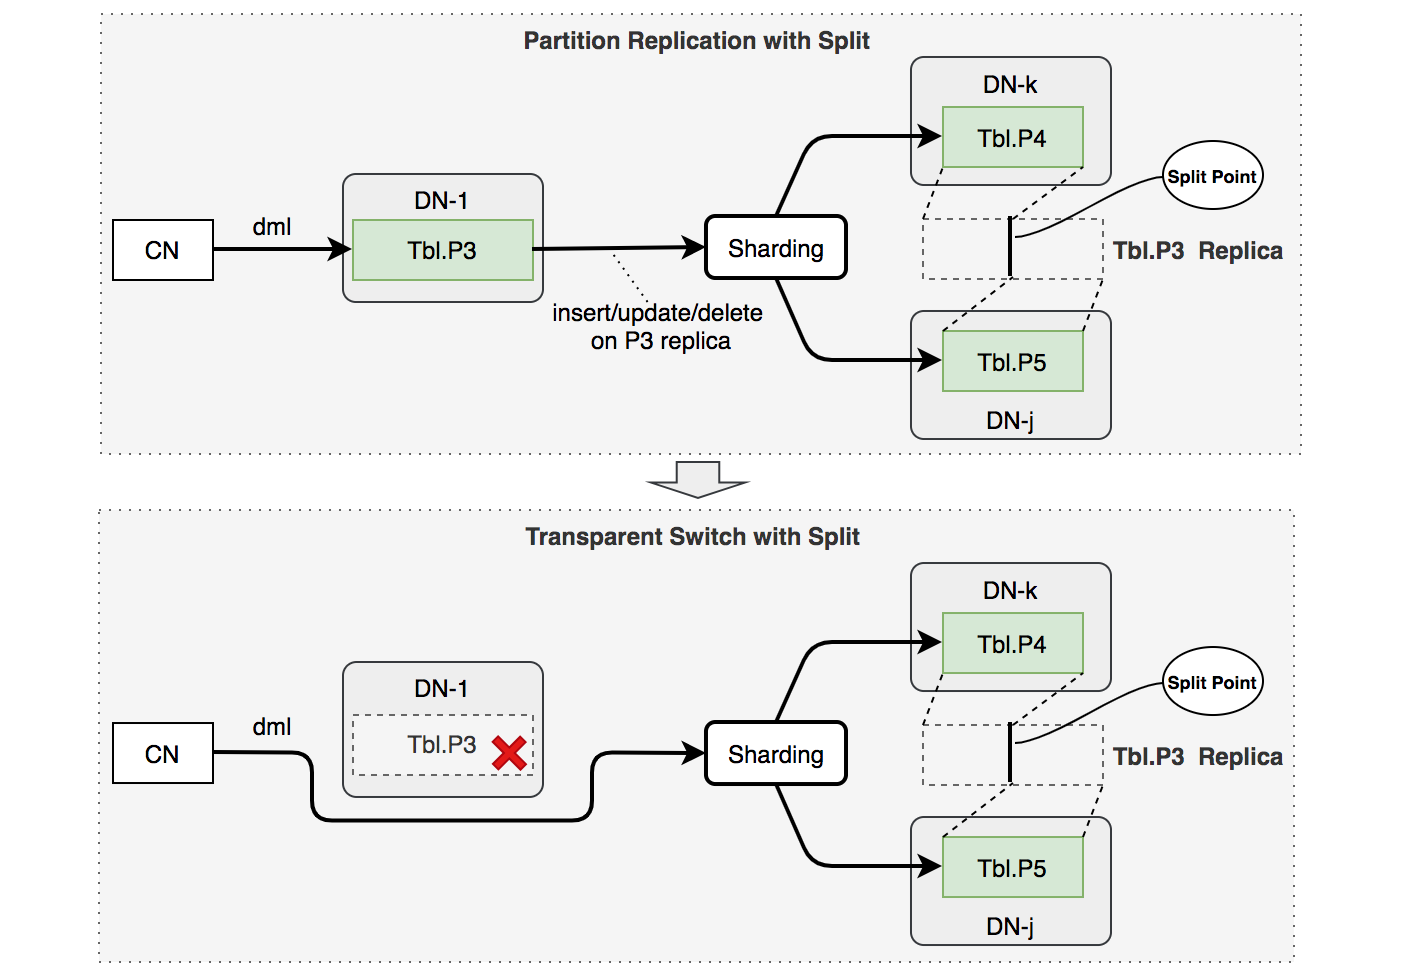 Partition Replication with Split
DN-k
Tbl.P4
Split Point
DN-1
CN
dml
Tbl.P3
Sharding
Tbl.P3 Replica
insert/update/delete
on P3 replica
Tbl.P5
DN-j
Transparent Switch with Split
DN-k
Tbl.P4
Split Point
DN-1
CN
dml
Tbl.P3
Sharding
Tbl.P3 Replica
Tbl.P5
DN-j